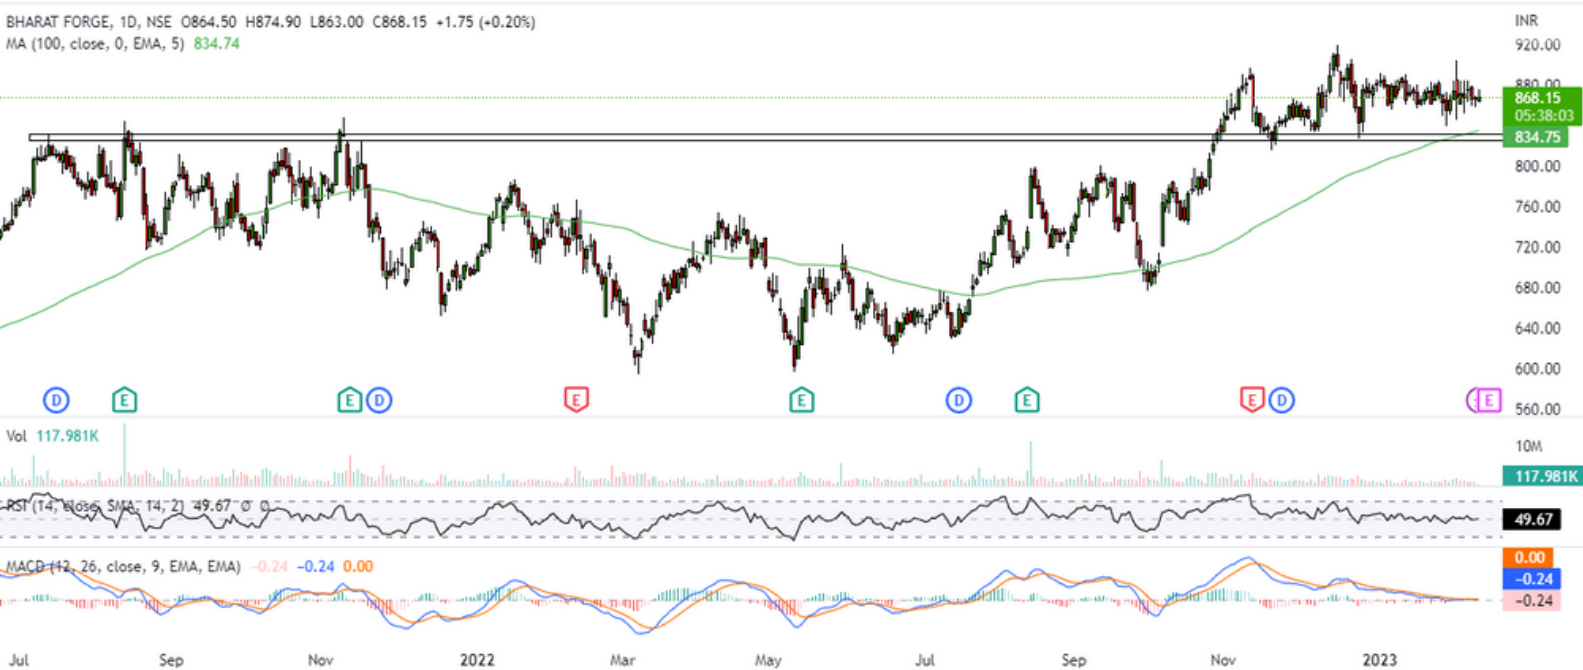 BHARAT FORGE, 1D, NSE O864.50 H874.90 L863.00 C868.15 +1.75 (+0.20%)
MA (100, close, 0, EMA, 5) 834.74
INR
920.00
880.00
868.15
05:38:03
834.75
800.00
760.00
720.00
680.00
640.00
600.00
560.00
D E E D E E D E E D E
Vol 117.981K
10M
117.981K
RSI (14, close, SMA, 14, 2) 49.67 ∅ ∅
49.67
MACD (12, 26, close, 9, EMA, EMA) −0.24 −0.24 0.00
0.00
−0.24
−0.24
Jul Sep Nov 2022 Mar May Jul Sep Nov 2023